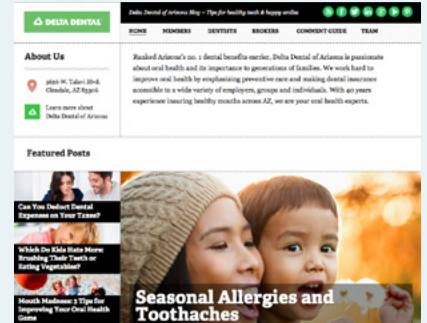 DELTA DENTAL
Delta Dental of Arizona Blog – Tips for healthy teeth & happy smiles
HOME MEMBERS DENTISTS BROKERS COMMENT GUIDE TEAM
About Us
Glendale, AZ
Learn more about
Delta Dental of Arizona
Ranked Arizona's no. 1 dental benefits carrier, Delta Dental of Arizona is passionate
about oral health and its importance to generations of families. We work hard to
improve oral health by emphasizing preventive care and making dental insurance
accessible to a wide variety of employers, groups and individuals. With 40 years
experience insuring healthy mouths across AZ, we are your oral health experts.
Featured Posts
Can You Deduct Dental
Expenses on Your Taxes?
Which Do Kids Hate More:
Brushing Their Teeth or
Eating Vegetables?
Mouth Madness: 3 Tips for
Improving Your Oral Health
Game
Seasonal Allergies and
Toothaches